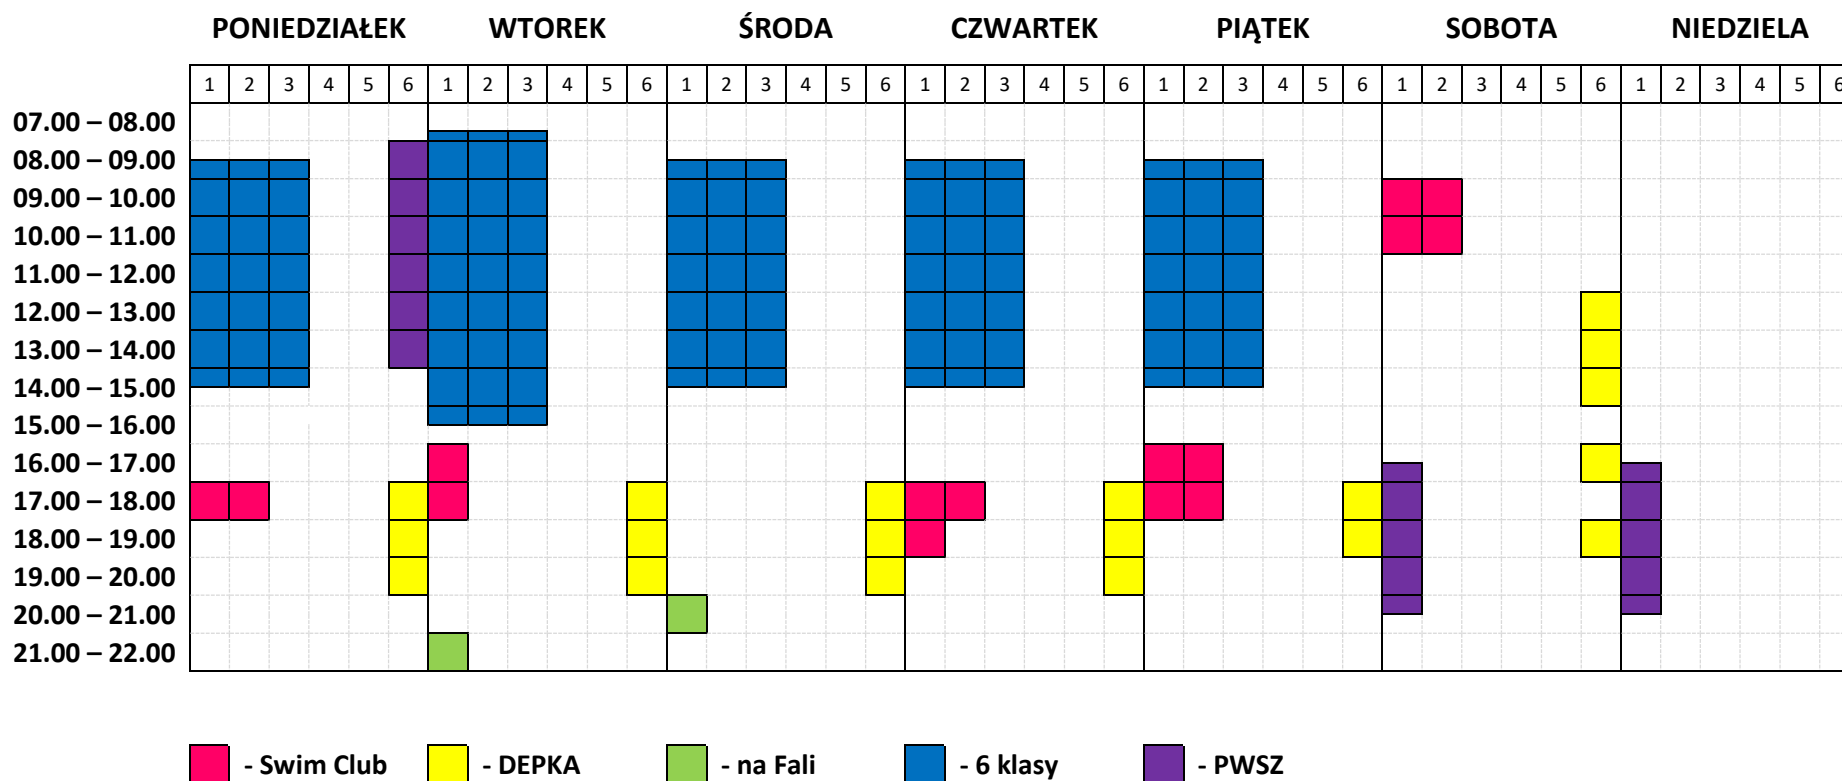 PONIEDZIAŁEK WTOREK ŚRODA CZWARTEK PIĄTEK SOBOTA NIEDZIELA
1 2 3 4 5 6 1 2 3 4 5 6 1 2 3 4 5 6 1 2 3 4 5 6 1 2 3 4 5 6 1 2 3 4 5 6 1 2 3 4 5 6
07.00 – 08.00
08.00 – 09.00
09.00 – 10.00
10.00 – 11.00
11.00 – 12.00
12.00 – 13.00
13.00 – 14.00
14.00 – 15.00
15.00 – 16.00
16.00 – 17.00
17.00 – 18.00
18.00 – 19.00
19.00 – 20.00
20.00 – 21.00
21.00 – 22.00
- Swim Club - DEPKA - na Fali - 6 klasy - PWSZ